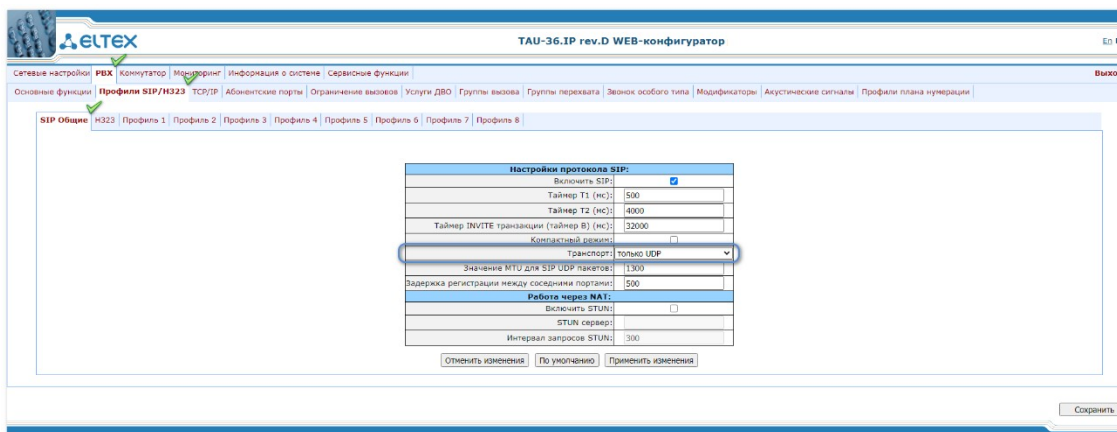 ELTEX
TAU-36.IP rev.D WEB-конфигуратор
En
Сетевые настройки PBX Коммутатор Мониторинг Информация о системе Сервисные функции
Основные функции Профили SIP/H323 TCP/IP Абонентские порты Ограничение вызовов Услуги ДВО Группы вызова Группы перехвата Звонок особого типа Модификаторы Акустические сигналы Профили плана нумерации
SIP Общие H323 Профиль 1 Профиль 2 Профиль 3 Профиль 4 Профиль 5 Профиль 6 Профиль 7 Профиль 8
Настройки протокола SIP:
Включить SIP:
Таймер T1 (мс): 500
Таймер T2 (мс): 4000
Таймер INVITE транзакции (таймер B) (мс): 32000
Компактный режим:
Транспорт: только UDP
Значение MTU для SIP UDP пакетов: 1300
Задержка регистрации между соседними портами: 500
Работа через NAT:
Включить STUN:
STUN сервер:
Интервал запросов STUN: 300
Отменить изменения По умолчанию Применить изменения
Сохранить